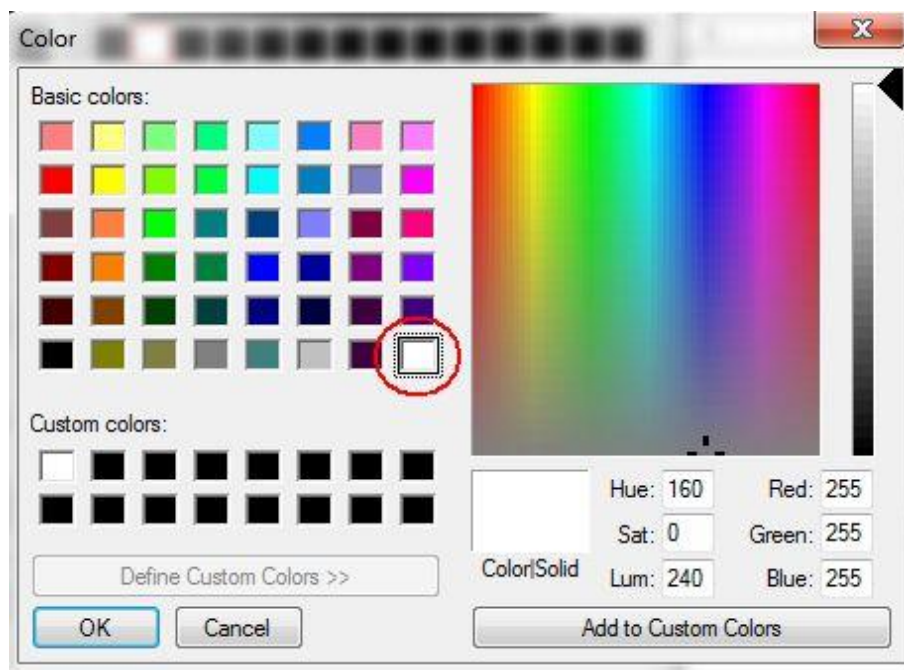 Color
Basic colors:
Custom colors:
Define Custom Colors >>
OK
Cancel
Color|Solid
Hue: 160
Sat: 0
Lum: 240
Red: 255
Green: 255
Blue: 255
Add to Custom Colors